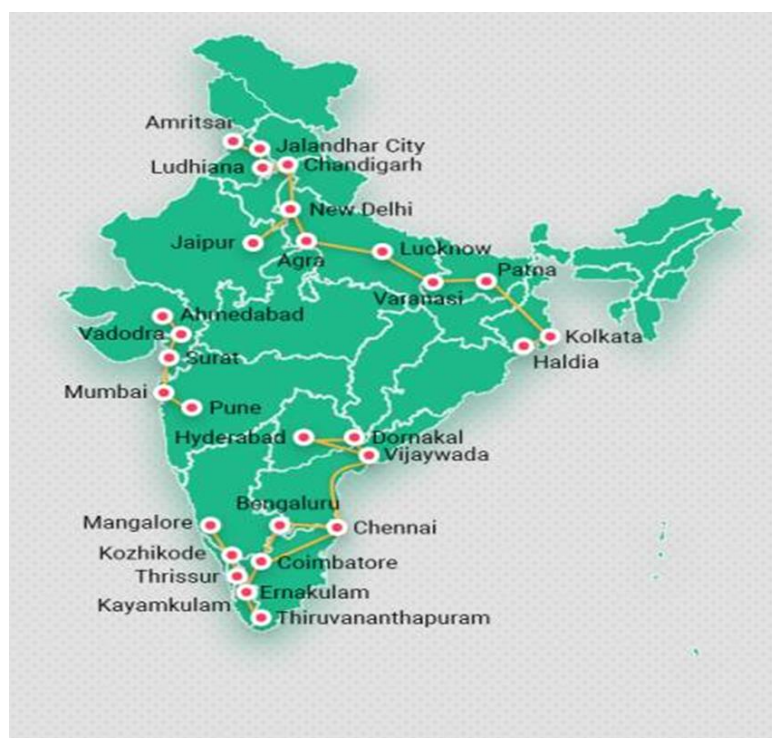 Amritsar
Jalandhar City
Ludhiana
Chandigarh
New Delhi
Jaipur
Agra
Lucknow
Patna
Varanasi
Ahmedabad
Vadodra
Kolkata
Surat
Haldia
Mumbai
Pune
Hyderabad
Dornakal
Vijaywada
Bengaluru
Mangalore
Chennai
Kozhikode
Coimbatore
Thrissur
Ernakulam
Kayamkulam
Thiruvananthapuram